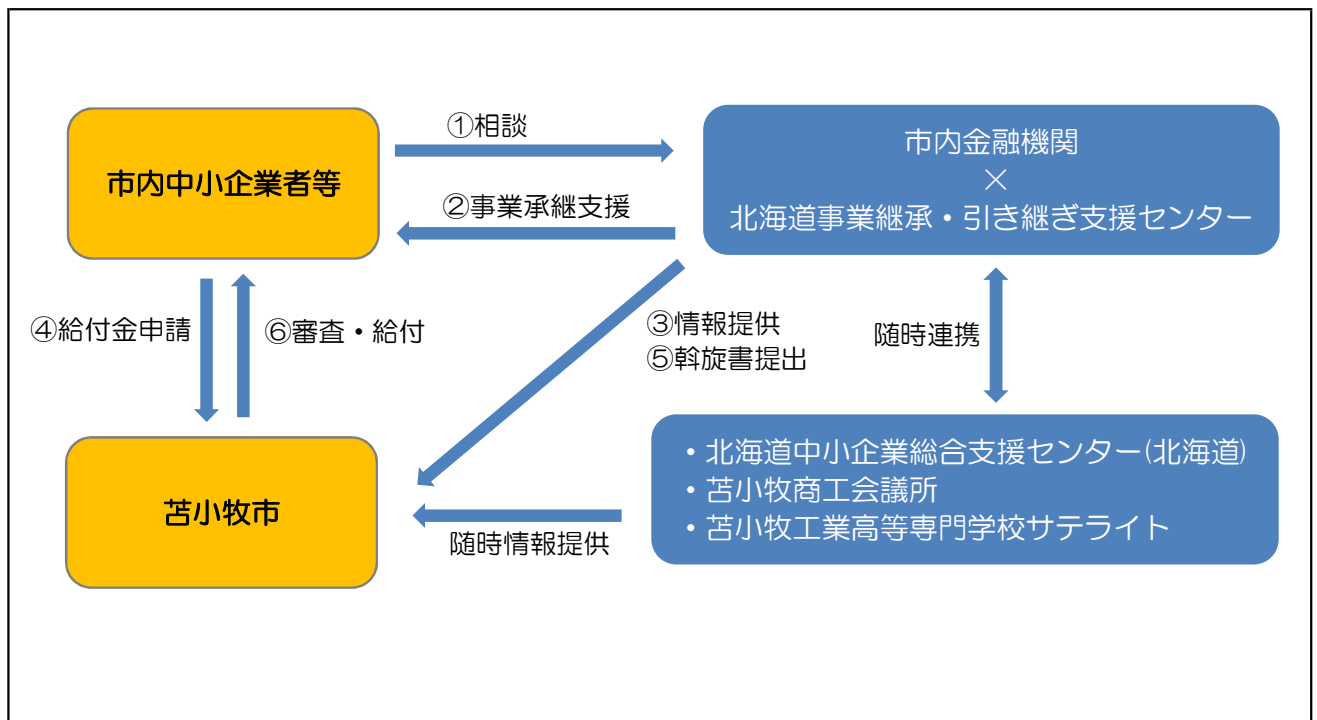 ①相談
市内中小企業者等
市内金融機関
×
北海道事業継承・引き継ぎ支援センター
②事業承継支援
④給付金申請
⑥審査・給付
③情報提供
⑤斡旋書提出
随時連携
苫小牧市
・北海道中小企業総合支援センター(北海道)
・苫小牧商工会議所
・苫小牧工業高等専門学校サテライト
随時情報提供